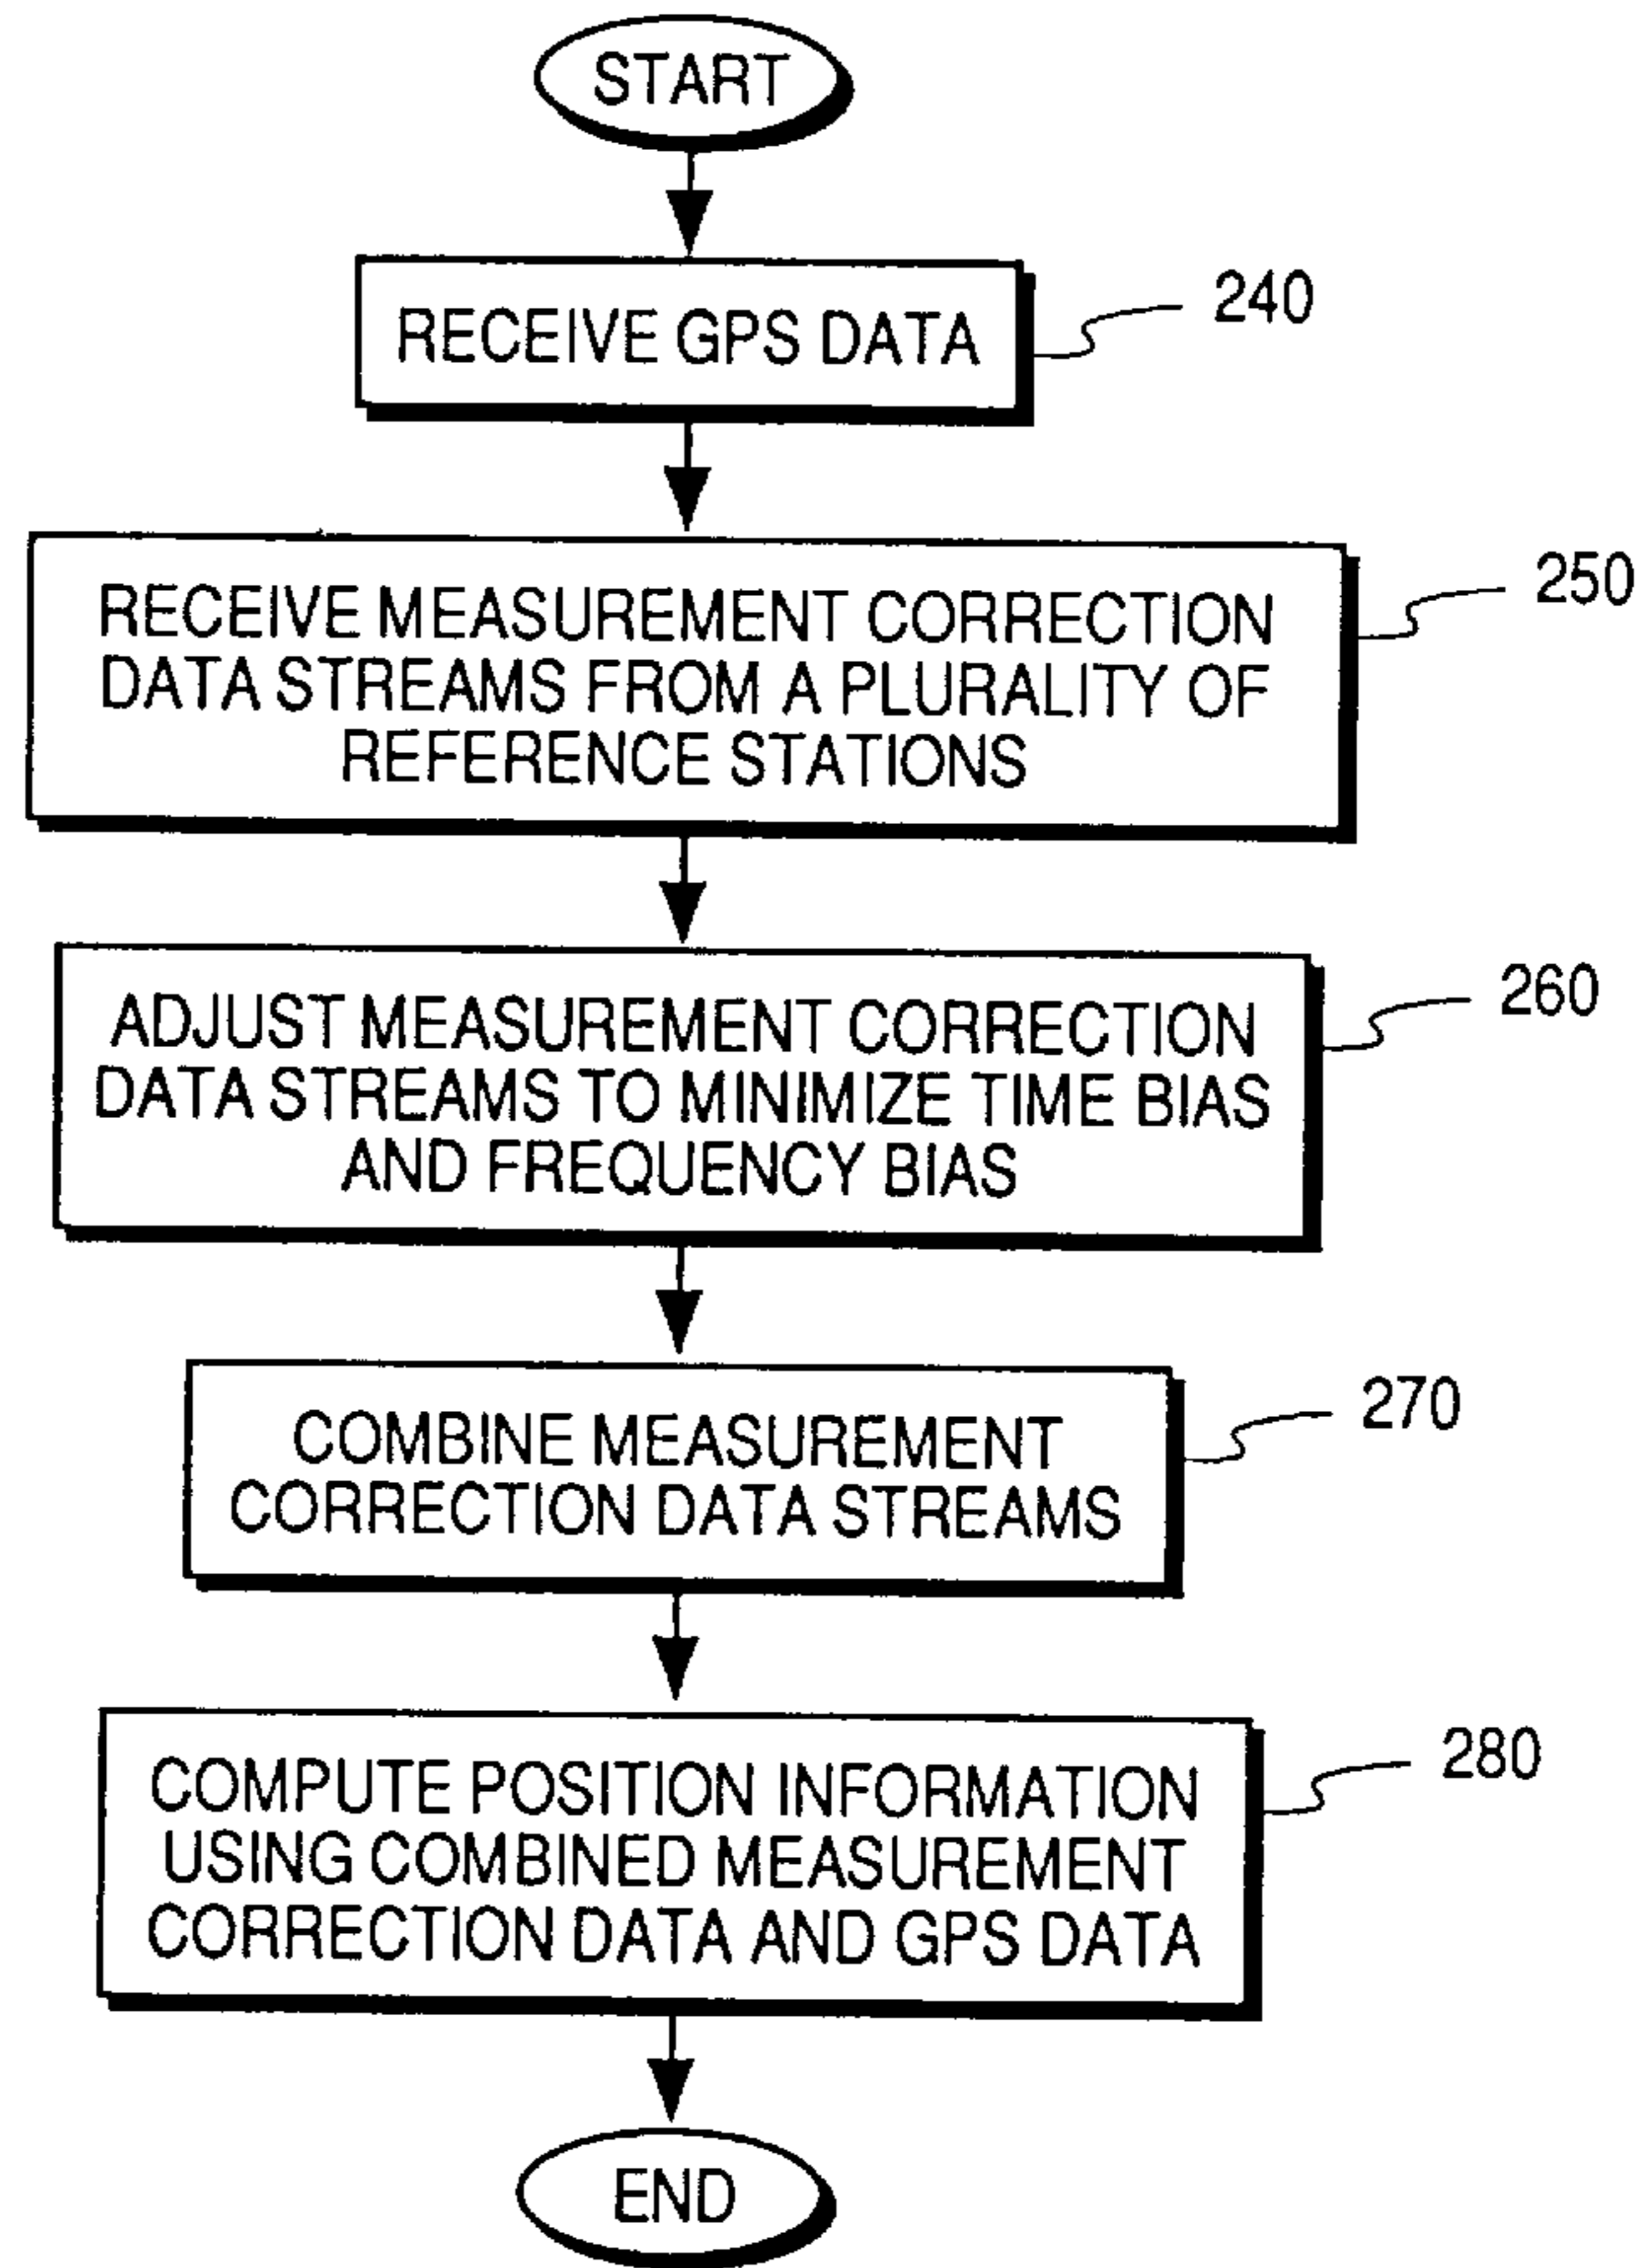 START
RECEIVE GPS DATA
240
RECEIVE MEASUREMENT CORRECTION
DATA STREAMS FROM A PLURALITY OF
REFERENCE STATIONS
250
ADJUST MEASUREMENT CORRECTION
DATA STREAMS TO MINIMIZE TIME BIAS
AND FREQUENCY BIAS
260
COMBINE MEASUREMENT
CORRECTION DATA STREAMS
270
COMPUTE POSITION INFORMATION
USING COMBINED MEASUREMENT
CORRECTION DATA AND GPS DATA
280
END